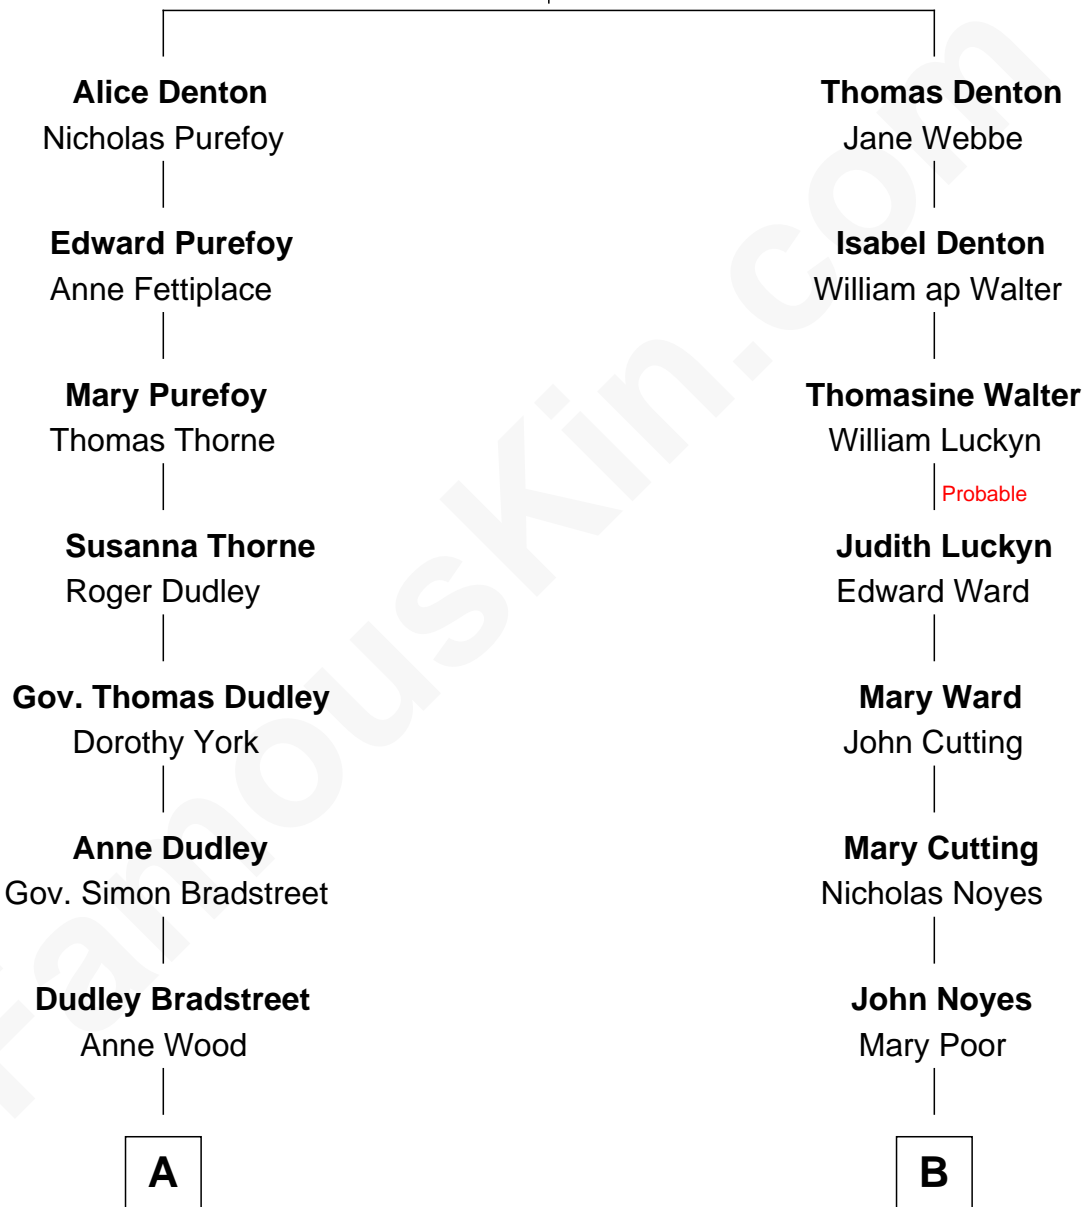 Alice Denton
Nicholas Purefoy
Edward Purefoy
Anne Fettiplace
Mary Purefoy
Thomas Thorne
Susanna Thorne
Roger Dudley
Gov. Thomas Dudley
Dorothy York
Anne Dudley
Gov. Simon Bradstreet
Dudley Bradstreet
Anne Wood
A
Thomas Denton
Jane Webbe
Isabel Denton
William ap Walter
Thomasine Walter
William Luckyn
Probable
Judith Luckyn
Edward Ward
Mary Ward
John Cutting
Mary Cutting
Nicholas Noyes
John Noyes
Mary Poor
B
FamousKin.com